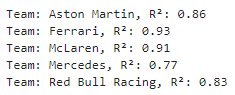 Team: Aston Martin, R²: 0.86
Team: Ferrari, R²: 0.93
Team: McLaren, R²: 0.91
Team: Mercedes, R²: 0.77
Team: Red Bull Racing, R²: 0.83